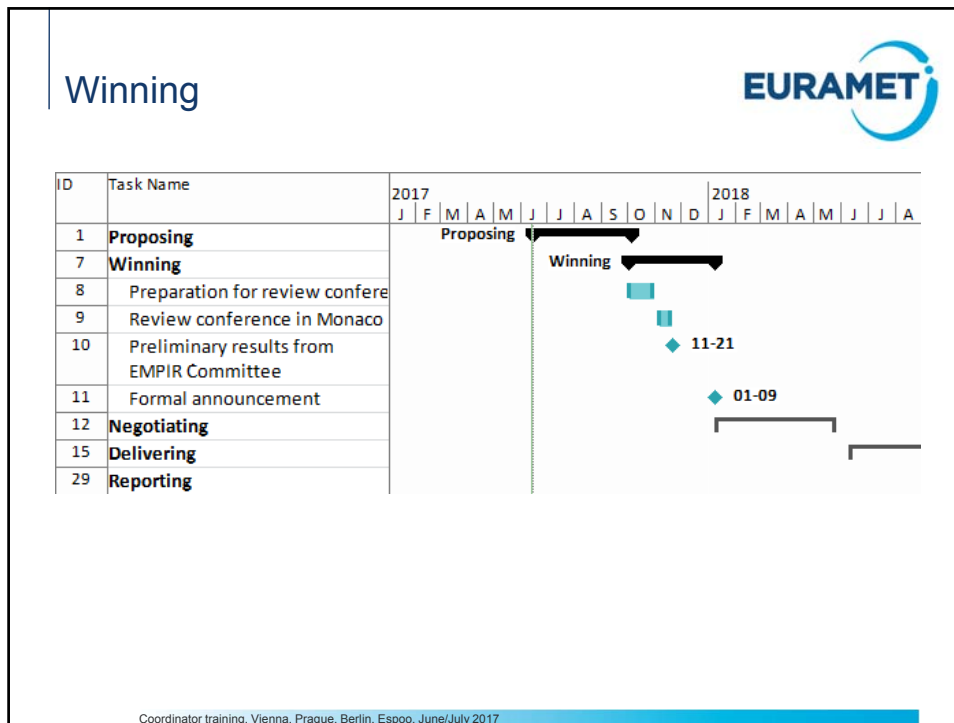 Winning
EURAMET
ID Task Name 2017 2018
J F M A M J J A S O N D J F M A M J J A
1 Proposing Proposing
7 Winning Winning
8 Preparation for review confere
9 Review conference in Monaco
10 Preliminary results from 11-21
EMPIR Committee
11 Formal announcement 01-09
12 Negotiating
15 Delivering
29 Reporting
Coordinator training, Vienna, Prague, Berlin, Espoo, June/July 2017